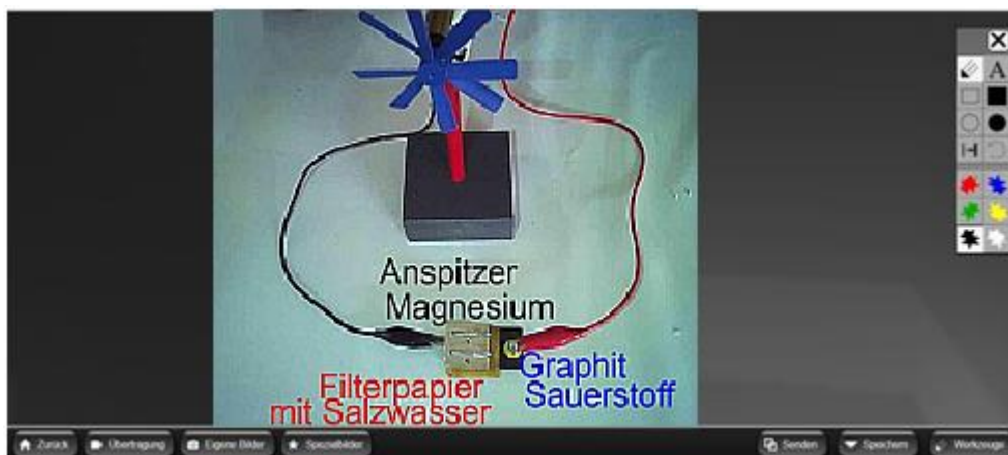 A
Anspitzer
Magnesium
Graphit
Sauerstoff
Filterpapier
mit Salzwasser
Zurück
Übertragung
Eigene Bilder
Spezialbilder
Senden
Speichern
Werkzeuge